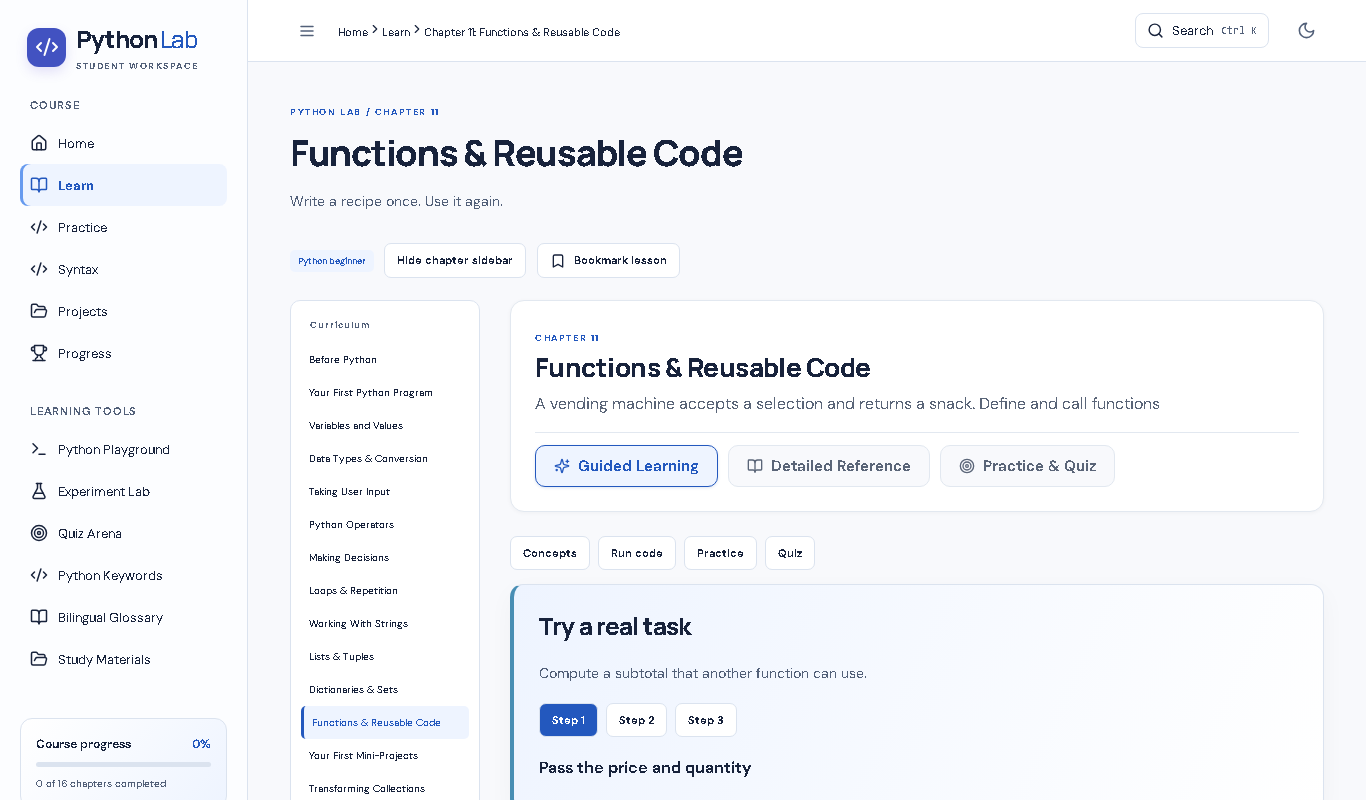 PythonLab
STUDENT WORKSPACE
COURSE
Home
Learn
Practice
Syntax
Projects
Progress
LEARNING TOOLS
Python Playground
Experiment Lab
Quiz Arena
Python Keywords
Bilingual Glossary
Study Materials
Course progress 0%
0 of 16 chapters completed
Home > Learn > Chapter 11: Functions & Reusable Code
Search Ctrl K
PYTHON LAB / CHAPTER 11
Functions & Reusable Code
Write a recipe once. Use it again.
Python beginner
Hide chapter sidebar
Bookmark lesson
Curriculum
Before Python
Your First Python Program
Variables and Values
Data Types & Conversion
Taking User Input
Python Operators
Making Decisions
Loops & Repetition
Working With Strings
Lists & Tuples
Dictionaries & Sets
Functions & Reusable Code
Your First Mini-Projects
Transforming Collections
CHAPTER 11
Functions & Reusable Code
A vending machine accepts a selection and returns a snack. Define and call functions
Guided Learning
Detailed Reference
Practice & Quiz
Concepts
Run code
Practice
Quiz
Try a real task
Compute a subtotal that another function can use.
Step 1
Step 2
Step 3
Pass the price and quantity